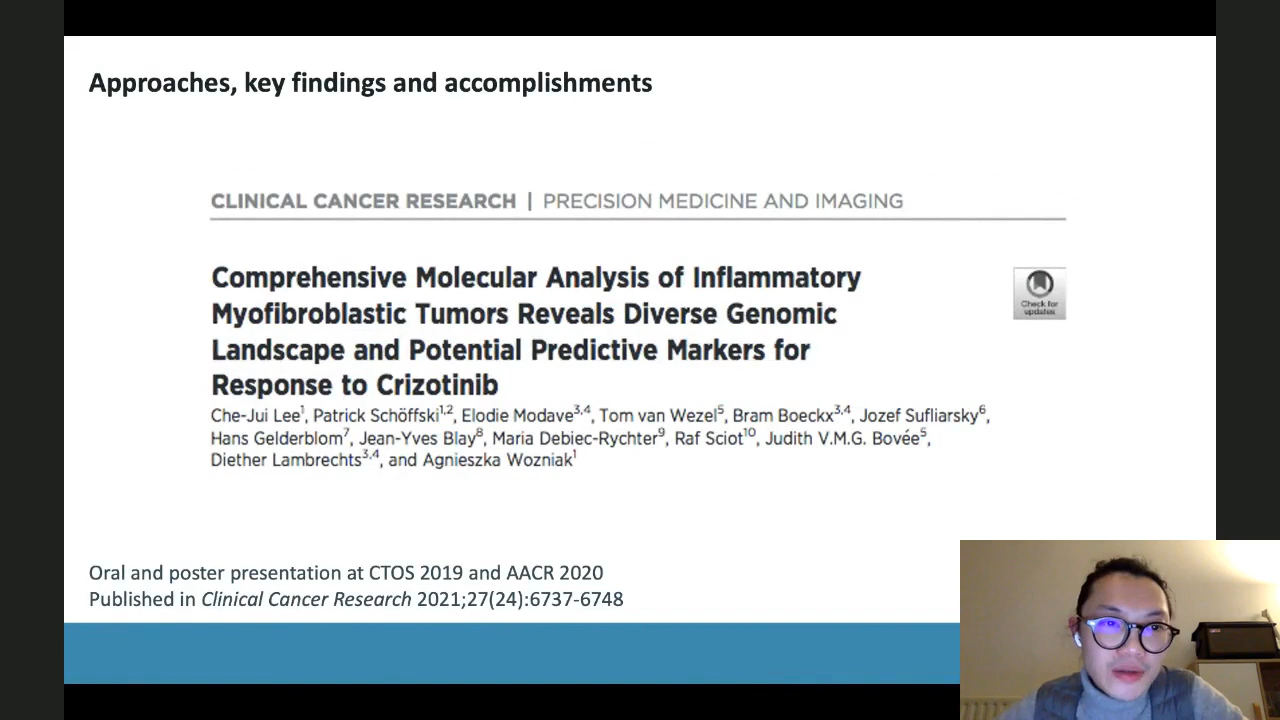 Approaches, key findings and accomplishments
CLINICAL CANCER RESEARCH | PRECISION MEDICINE AND IMAGING
Comprehensive Molecular Analysis of Inflammatory
Myofibroblastic Tumors Reveals Diverse Genomic
Landscape and Potential Predictive Markers for
Response to Crizotinib
Check for
updates
Che-Jui Lee¹, Patrick Schöffski¹,², Elodie Modave³,⁴, Tom van Wezel⁵, Bram Boeckx³,⁴, Jozef Sufliarsky⁶,
Hans Gelderblom⁷, Jean-Yves Blay⁸, Maria Debiec-Rychter⁹, Raf Sciot¹⁰, Judith V.M.G. Bovée⁵,
Diether Lambrechts³,⁴, and Agnieszka Wozniak¹
Oral and poster presentation at CTOS 2019 and AACR 2020
Published in Clinical Cancer Research 2021;27(24):6737-6748